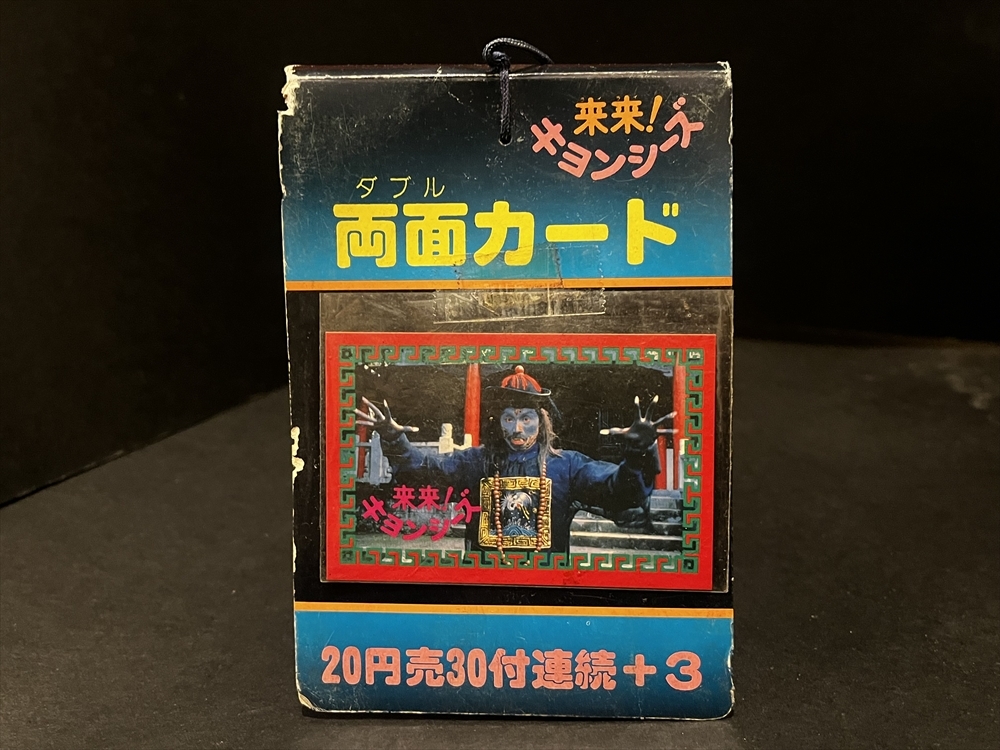 来来!
キョンシーズ
ダブル
両面カード
来来!
キョンシーズ
20円売30付連続+3